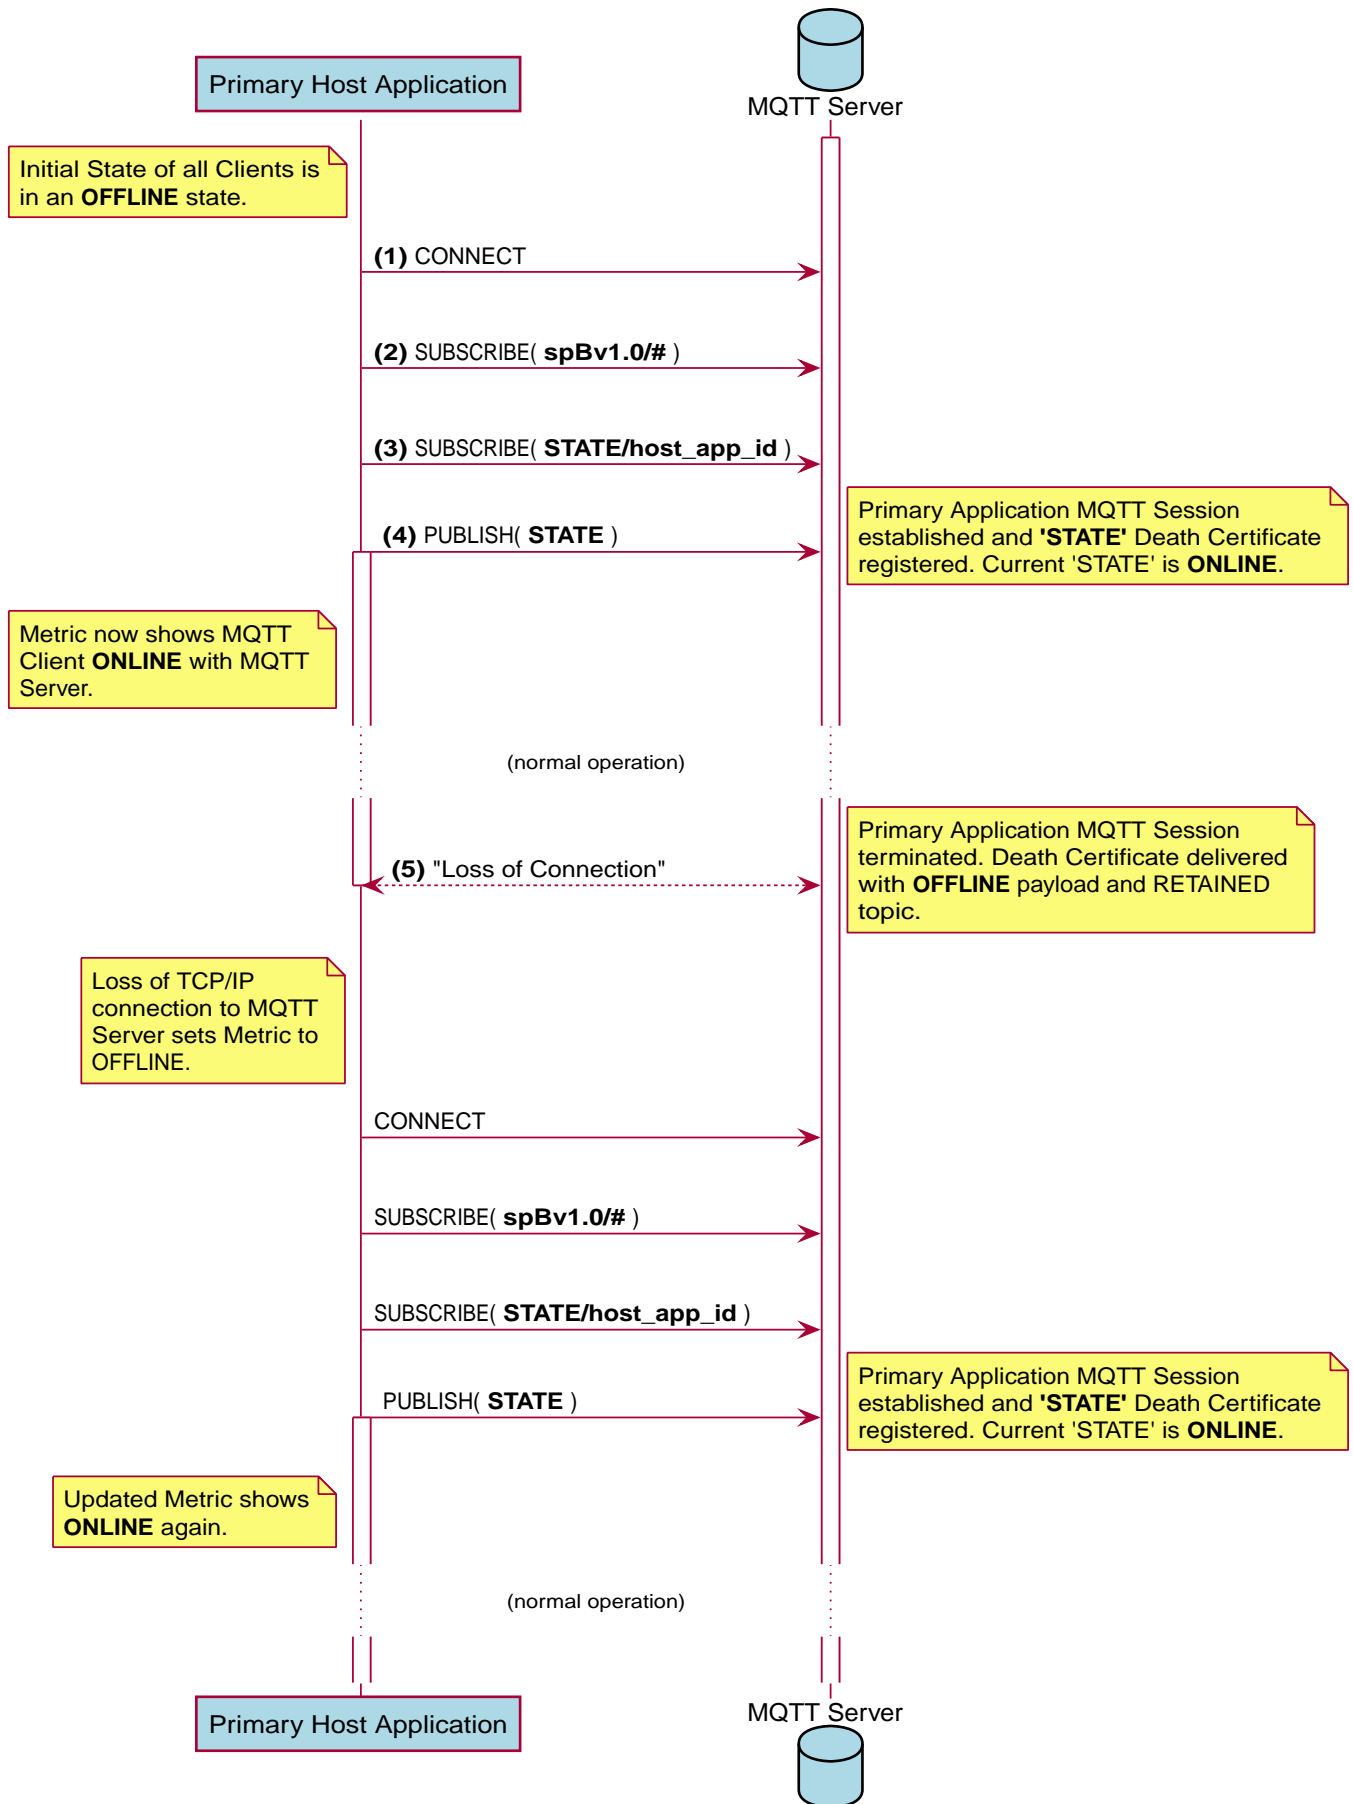 Primary Host Application
MQTT Server
Initial State of all Clients is
in an OFFLINE state.
(1) CONNECT
(2) SUBSCRIBE( spBv1.0/# )
(3) SUBSCRIBE( STATE/host_app_id )
(4) PUBLISH( STATE )
Primary Application MQTT Session
established and 'STATE' Death Certificate
registered. Current 'STATE' is ONLINE.
Metric now shows MQTT
Client ONLINE with MQTT
Server.
(normal operation)
(5) "Loss of Connection"
Primary Application MQTT Session
terminated. Death Certificate delivered
with OFFLINE payload and RETAINED
topic.
Loss of TCP/IP
connection to MQTT
Server sets Metric to
OFFLINE.
CONNECT
SUBSCRIBE( spBv1.0/# )
SUBSCRIBE( STATE/host_app_id )
PUBLISH( STATE )
Primary Application MQTT Session
established and 'STATE' Death Certificate
registered. Current 'STATE' is ONLINE.
Updated Metric shows
ONLINE again.
(normal operation)
Primary Host Application
MQTT Server